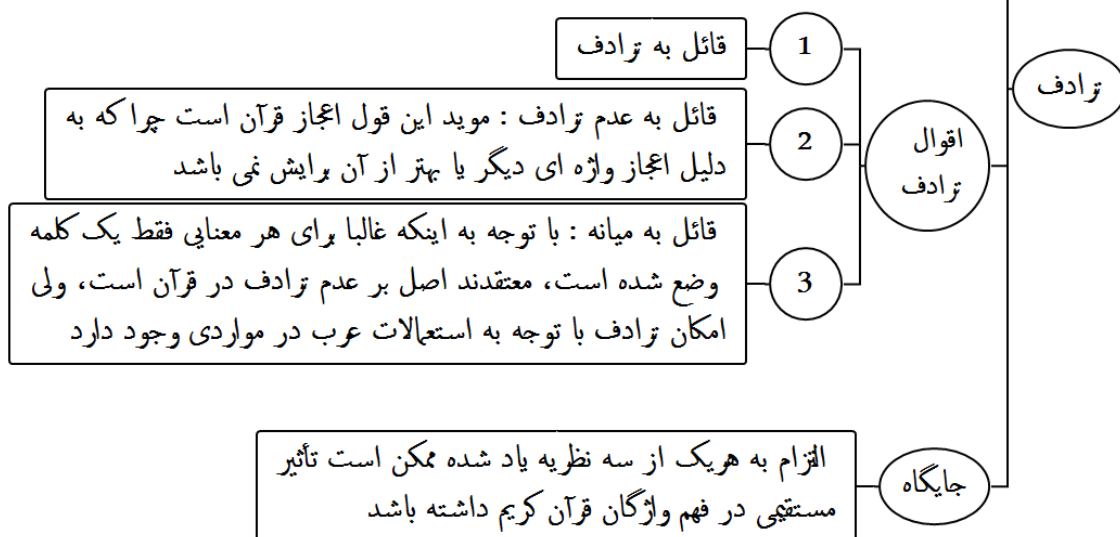 ترادف
اقوال
ترادف
1
قائل به ترادف
2
قائل به عدم ترادف : موید این قول اعجاز قرآن است چرا که به
دلیل اعجاز واژه ای دیگر یا بهتر از آن برایش نمی باشد
3
قائل به میانه : با توجه به اینکه غالبا برای هر معنایی فقط یک کلمه
وضع شده است، معتقدند اصل بر عدم ترادف در قرآن است، ولی
امکان ترادف با توجه به استعمالات عرب در مواردی وجود دارد
جایگاه
التزام به هریک از سه نظریه یاد شده ممکن است تأثیر
مستقیمی در فهم واژگان قرآن کریم داشته باشد